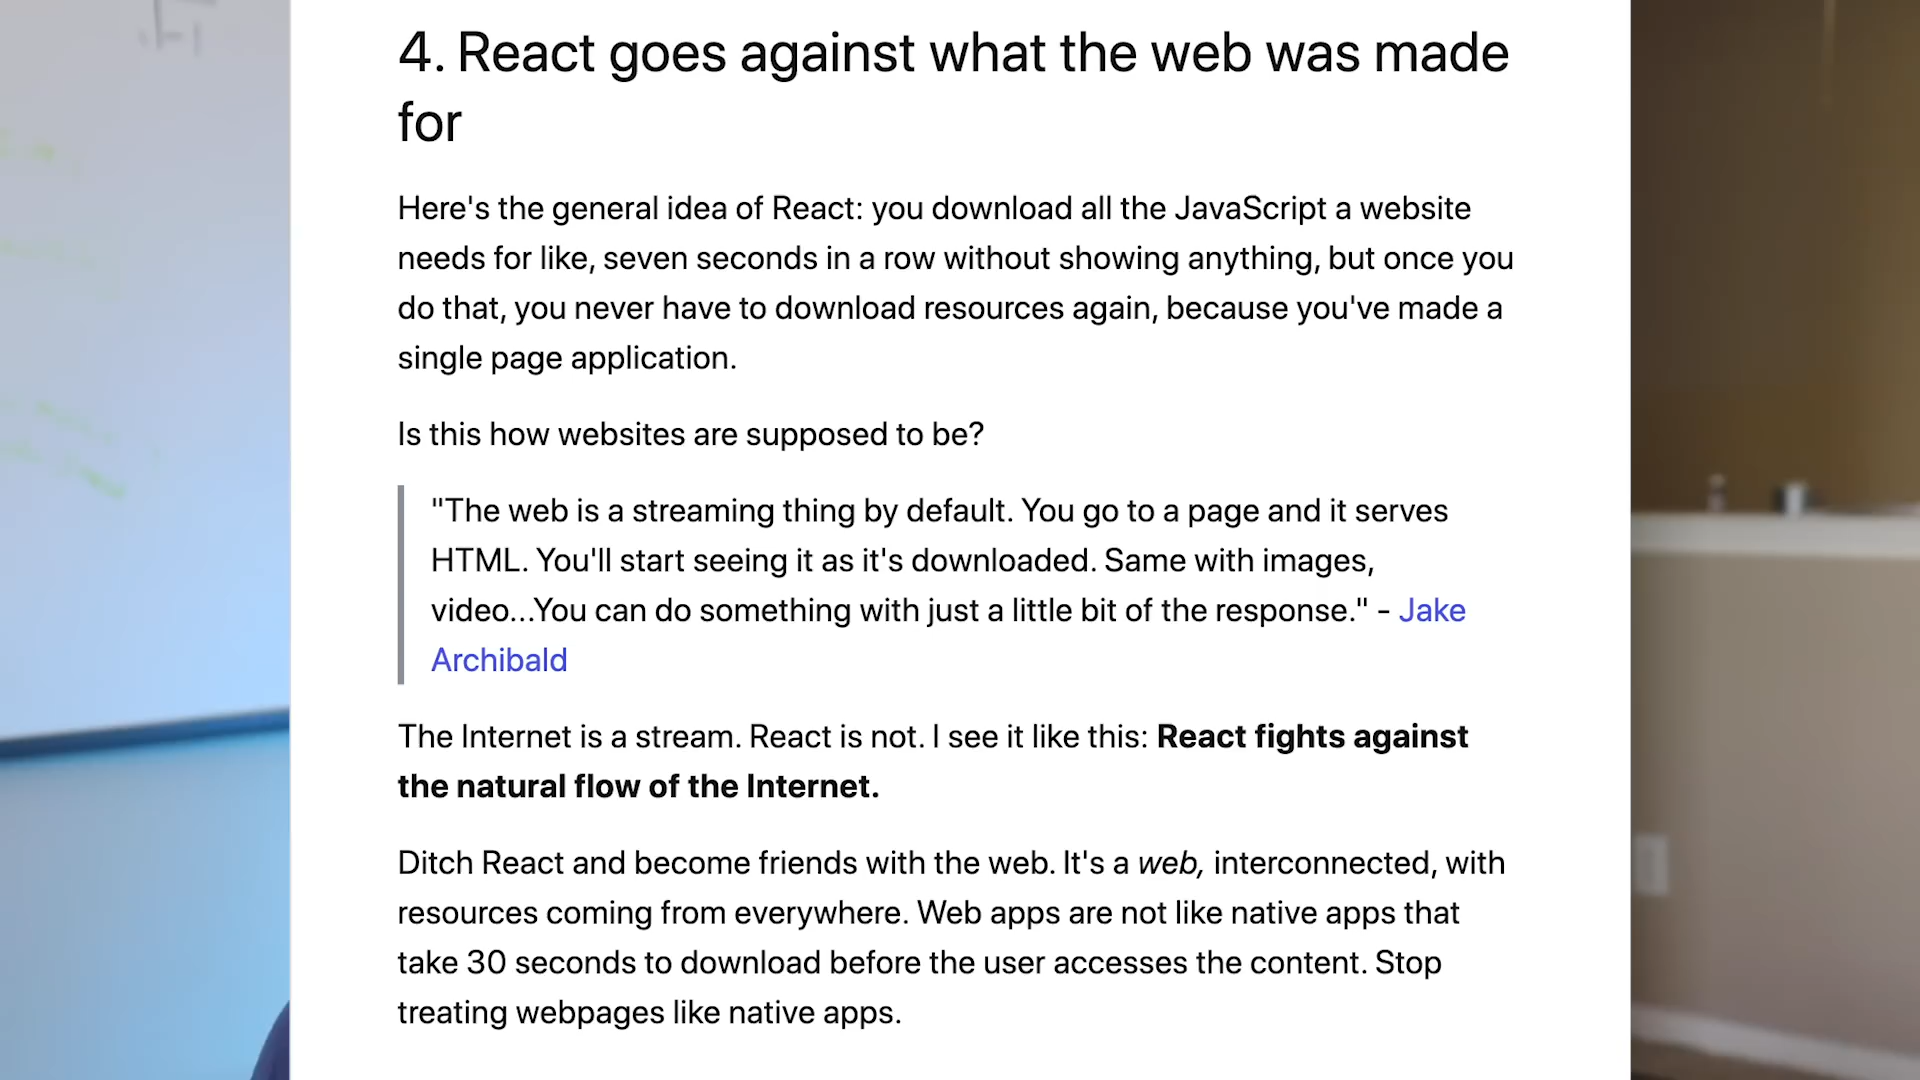 4. React goes against what the web was made
for
Here's the general idea of React: you download all the JavaScript a website
needs for like, seven seconds in a row without showing anything, but once you
do that, you never have to download resources again, because you've made a
single page application.
Is this how websites are supposed to be?
"The web is a streaming thing by default. You go to a page and it serves
HTML. You'll start seeing it as it's downloaded. Same with images,
video...You can do something with just a little bit of the response." - Jake
Archibald
The Internet is a stream. React is not. I see it like this: React fights against
the natural flow of the Internet.
Ditch React and become friends with the web. It's a web, interconnected, with
resources coming from everywhere. Web apps are not like native apps that
take 30 seconds to download before the user accesses the content. Stop
treating webpages like native apps.